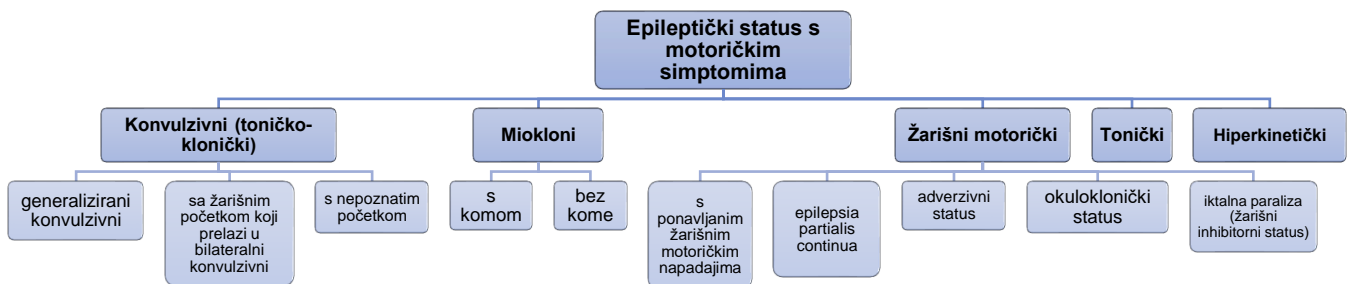 Epileptički status s
motoričkim
simptomima
Konvulzivni (toničko-
klonički)
Miokloni
Žarišni motorički
Tonički
Hiperkinetički
generalizirani
konvulzivni
sa žarišnim
početkom koji
prelazi u
bilateralni
konvulzivni
s nepoznatim
početkom
s
komom
bez
kome
s
ponavljanim
žarišnim
motoričkim
napadajima
epilepsia
partialis
continua
adverzivni
status
okuloklonički
status
iktalna paraliza
(žarišni
inhibitorni status)